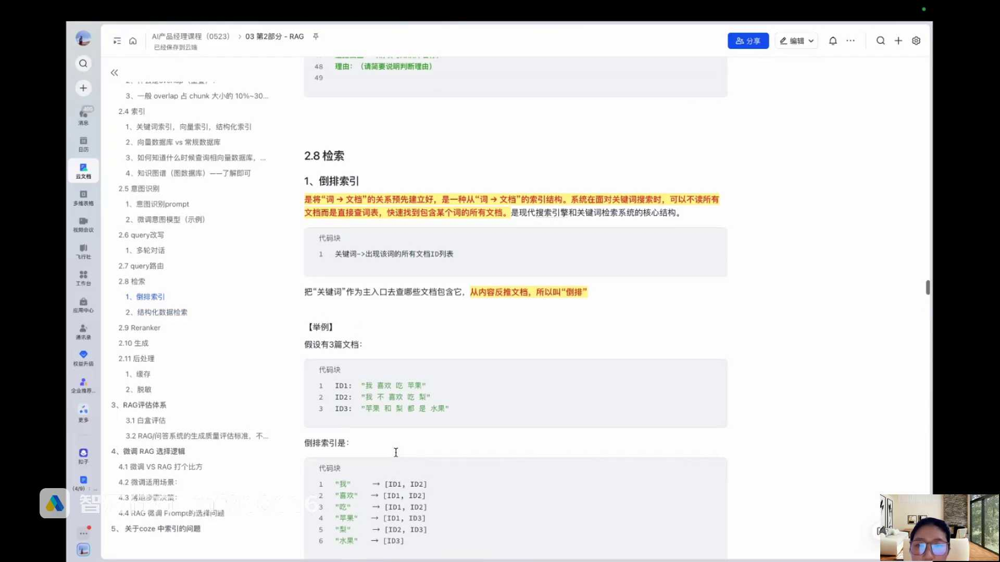 AI产品经理课程（0523）
03 第2部分 - RAG
已经保存到云端
分享
编辑
499
消息
日历
云文档
多维表格
视频会议
飞行社
工作台
应用中心
通讯录
权益升级
企业推荐...
更多
扣子
(4/9) : ...
3、一般 overlap 占 chunk 大小的 10%~30...
2.4 索引
1、关键词索引，向量索引，结构化索引
2、向量数据库 vs 常规数据库
3、如何知道什么时候查询相向量数据库，...
4、知识图谱（图数据库）——了解即可
2.5 意图识别
1、意图识别prompt
2、微调意图模型（示例）
2.6 query改写
1、多轮对话
2.7 query路由
2.8 检索
1、倒排索引
2、结构化数据检索
2.9 Reranker
2.10 生成
2.11 后处理
1、缓存
2、脱敏
3、RAG评估体系
3.1 白盒评估
3.2 RAG/问答系统的生成质量评估标准，不...
4、微调 RAG 选择逻辑
4.1 微调 VS RAG 打个比方
4.2 微调适用场景：
4.4 RAG 微调 Prompt的选择问题
5、 关于coze 中索引的问题
48 理由：（请简要说明判断理由）
49
2.8 检索
1、倒排索引
是将“词 → 文档”的关系预先建立好，是一种从“词 → 文档”的索引结构。系统在面对关键词搜索时，可以不读所有
文档而是直接查词表，快速找到包含某个词的所有文档。是现代搜索引擎和关键词检索系统的核心结构。
代码块
1 关键词->出现该词的所有文档ID列表
把“关键词”作为主入口去查哪些文档包含它，从内容反推文档，所以叫“倒排”
【举例】
假设有3篇文档：
代码块
1 ID1: "我 喜欢 吃 苹果"
2 ID2: "我 不 喜欢 吃 梨"
3 ID3: "苹果 和 梨 都 是 水果"
倒排索引是：
代码块
1 "我" → [ID1, ID2]
2 "喜欢" → [ID1, ID2]
3 "吃" → [ID1, ID2]
4 "苹果" → [ID1, ID3]
5 "梨" → [ID2, ID3]
6 "水果" → [ID3]